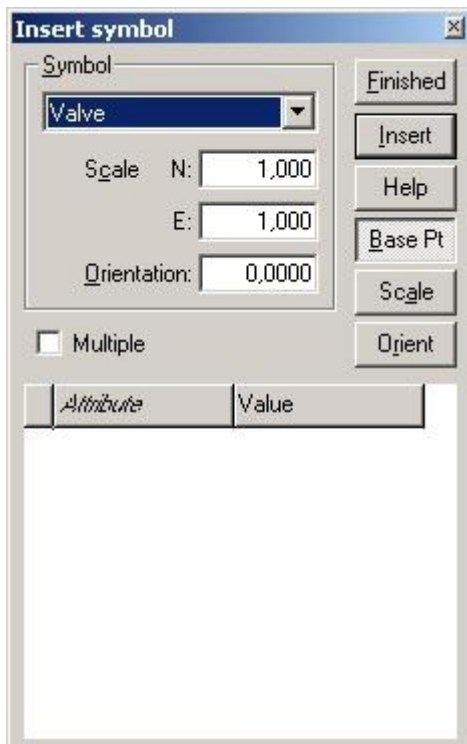 Insert symbol
Symbol
Valve
Scale N: 1,000
E: 1,000
Orientation: 0,0000
Multiple
Finished
Insert
Help
Base Pt
Scale
Orient
Attribute Value